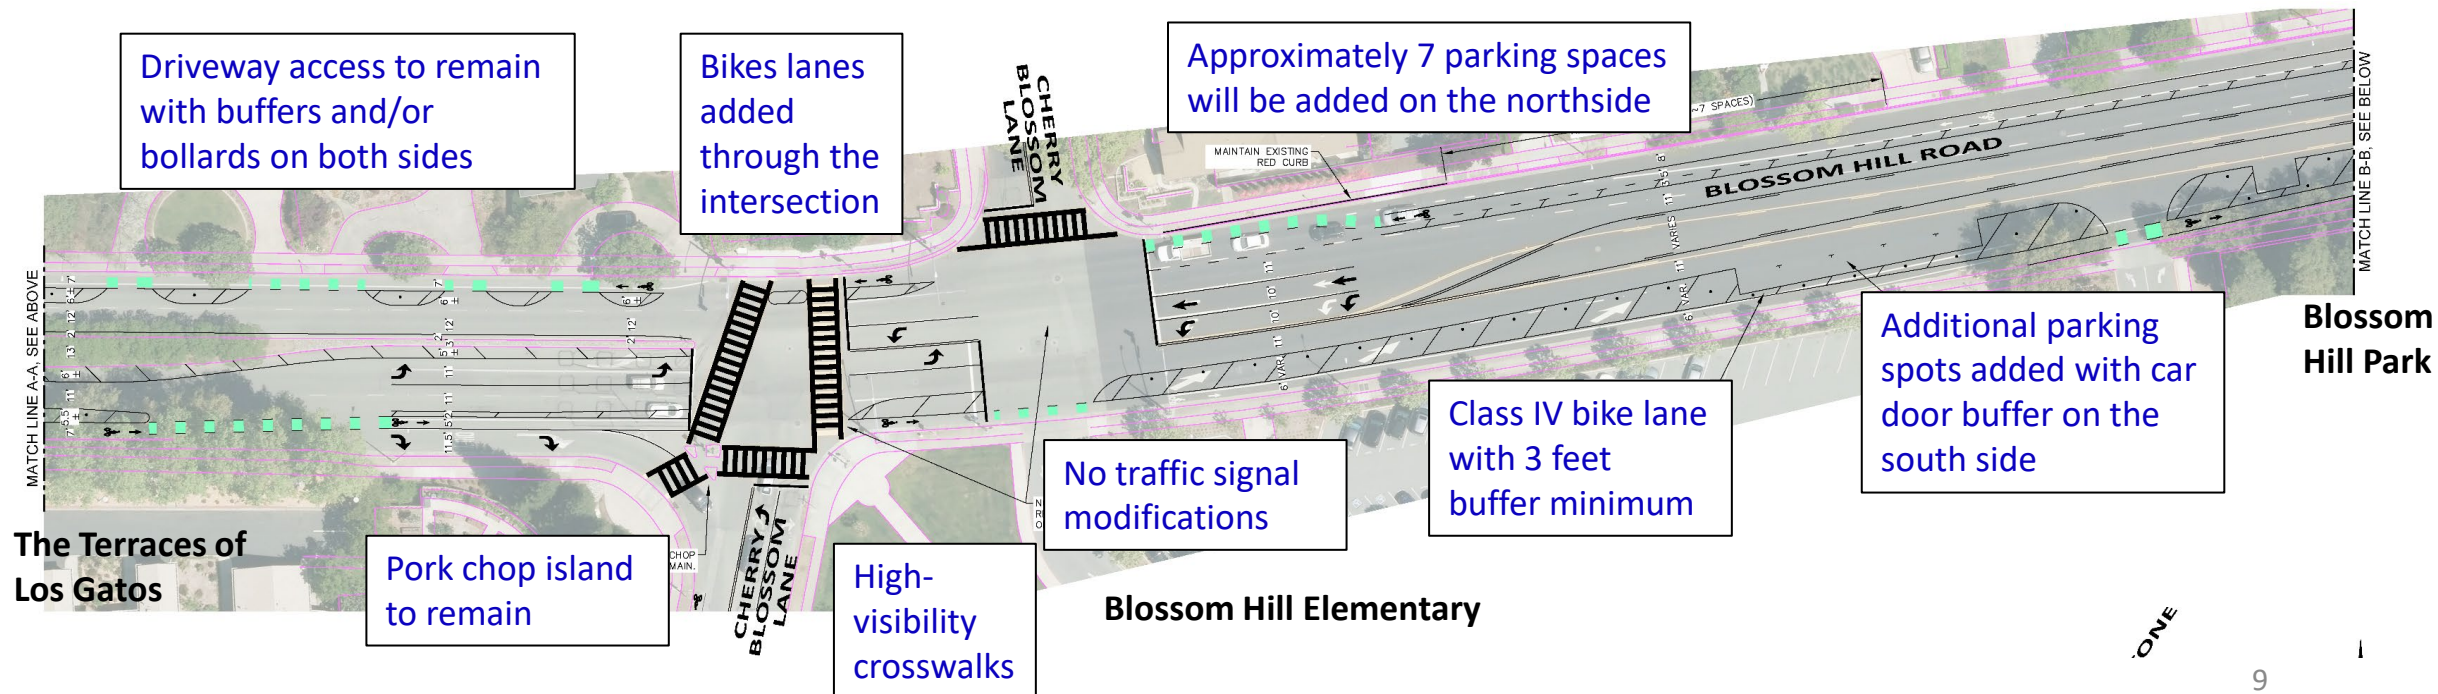 Driveway access to remain
with buffers and/or
bollards on both sides
Bikes lanes
added
through the
intersection
CHERRY
BLOSSOM
LANE
Approximately 7 parking spaces
will be added on the northside
~7 SPACES)
MAINTAIN EXISTING
RED CURB
BLOSSOM HILL ROAD
MATCH LINE A-A, SEE ABOVE
MATCH LINE B-B, SEE BELOW
Blossom
Hill Park
Additional parking
spots added with car
door buffer on the
south side
Class IV bike lane
with 3 feet
buffer minimum
No traffic signal
modifications
High-
visibility
crosswalks
CHERRY
BLOSSOM
LANE
CHOP
MAIN.
Pork chop island
to remain
The Terraces of
Los Gatos
Blossom Hill Elementary
ONE
9